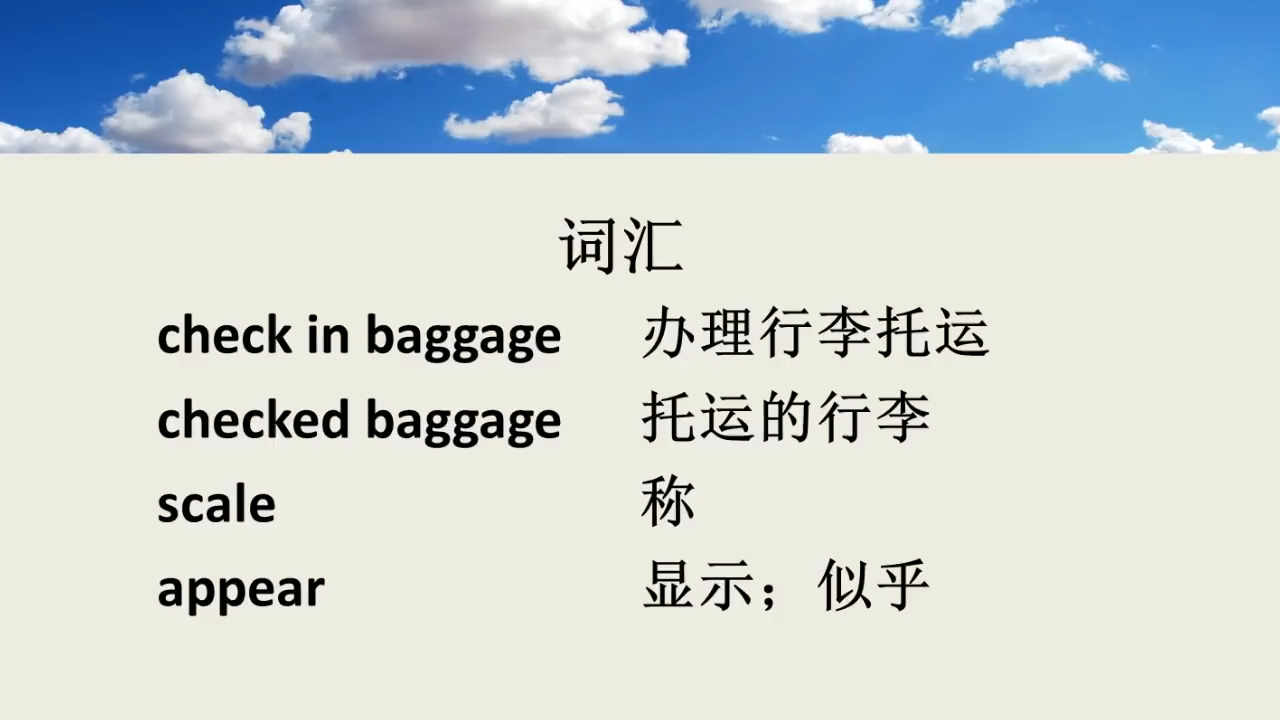 词汇
check in baggage 办理行李托运
checked baggage 托运的行李
scale 称
appear 显示；似乎